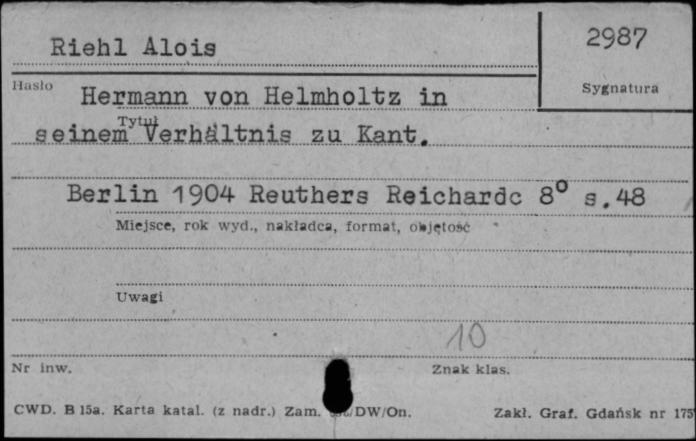 Riehl Alois
2987
Hasło
Sygnatura
Hermann von Helmholtz in
Tytuł
seinem Verhältnis zu Kant.
Berlin 1904 Reuthers Reichardc 8° s.48
Miejsce, rok wyd., nakładca, format, objętość
Uwagi
10
Nr inw.
Znak klas.
CWD. B 15a. Karta katal. (z nadr.) Zam. /DW/On.
Zakł. Graf. Gdańsk nr 175